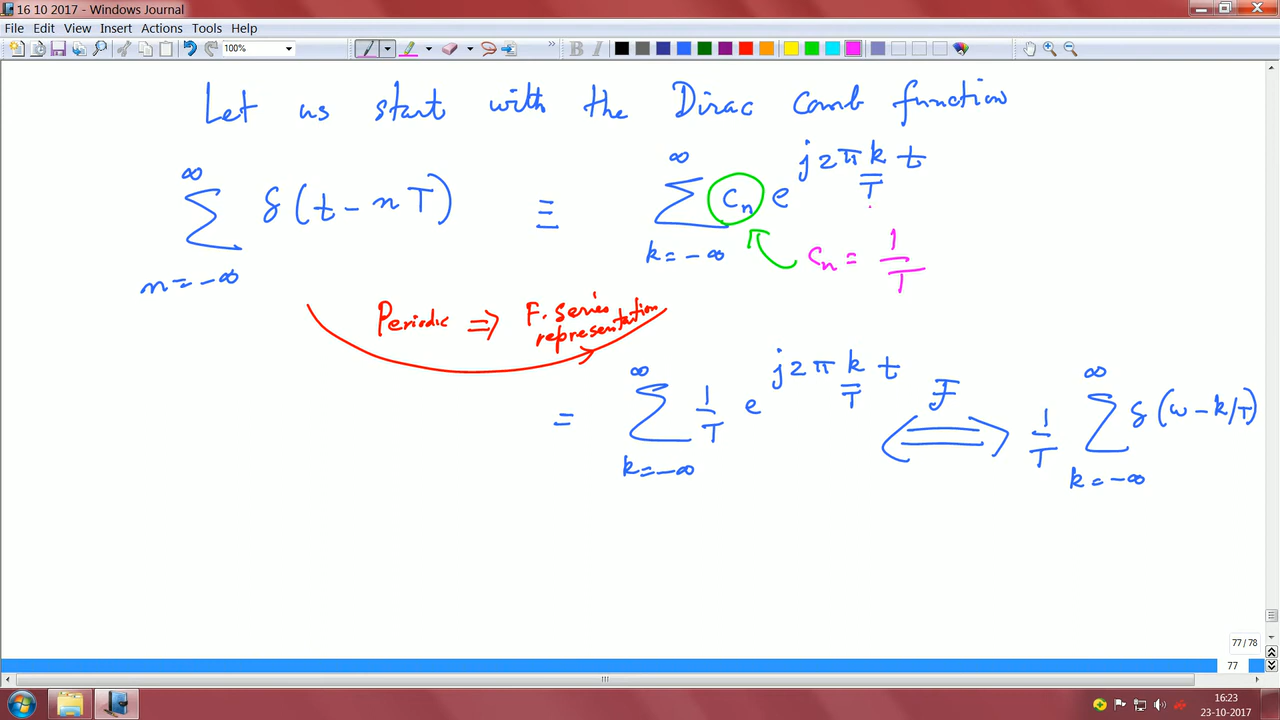 16 10 2017 - Windows Journal
File Edit View Insert Actions Tools Help
100%
Let us start with the Dirac Comb function
∞ ∑ n=-∞ δ(t - nT) ≡ ∞ ∑ k=-∞ cn e^{j2π k/T t}
cn = 1/T
Periodic ⇒ F. Series representation
= ∞ ∑ k=-∞ 1/T e^{j2π k/T t} ⟺ F 1/T ∞ ∑ k=-∞ δ(ω - k/T)
77 / 78
77
16:23
23-10-2017